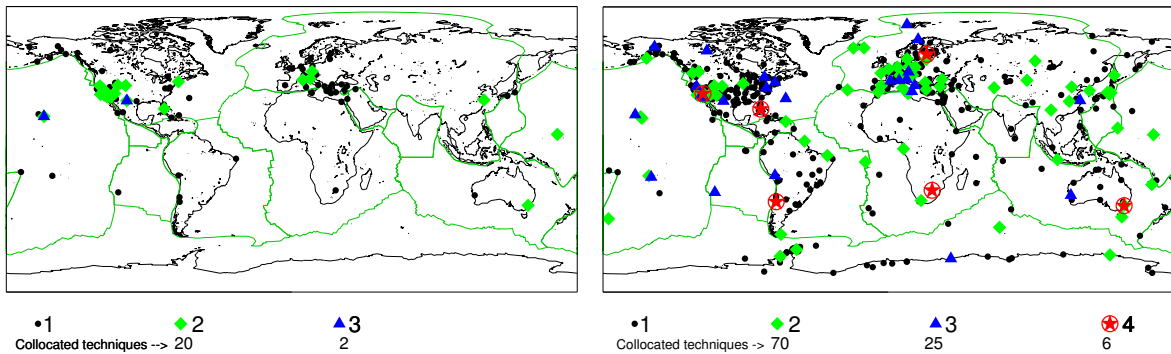 1 2 3
Collocated techniques --> 20 2
1 2 3 4
Collocated techniques -> 70 25 6